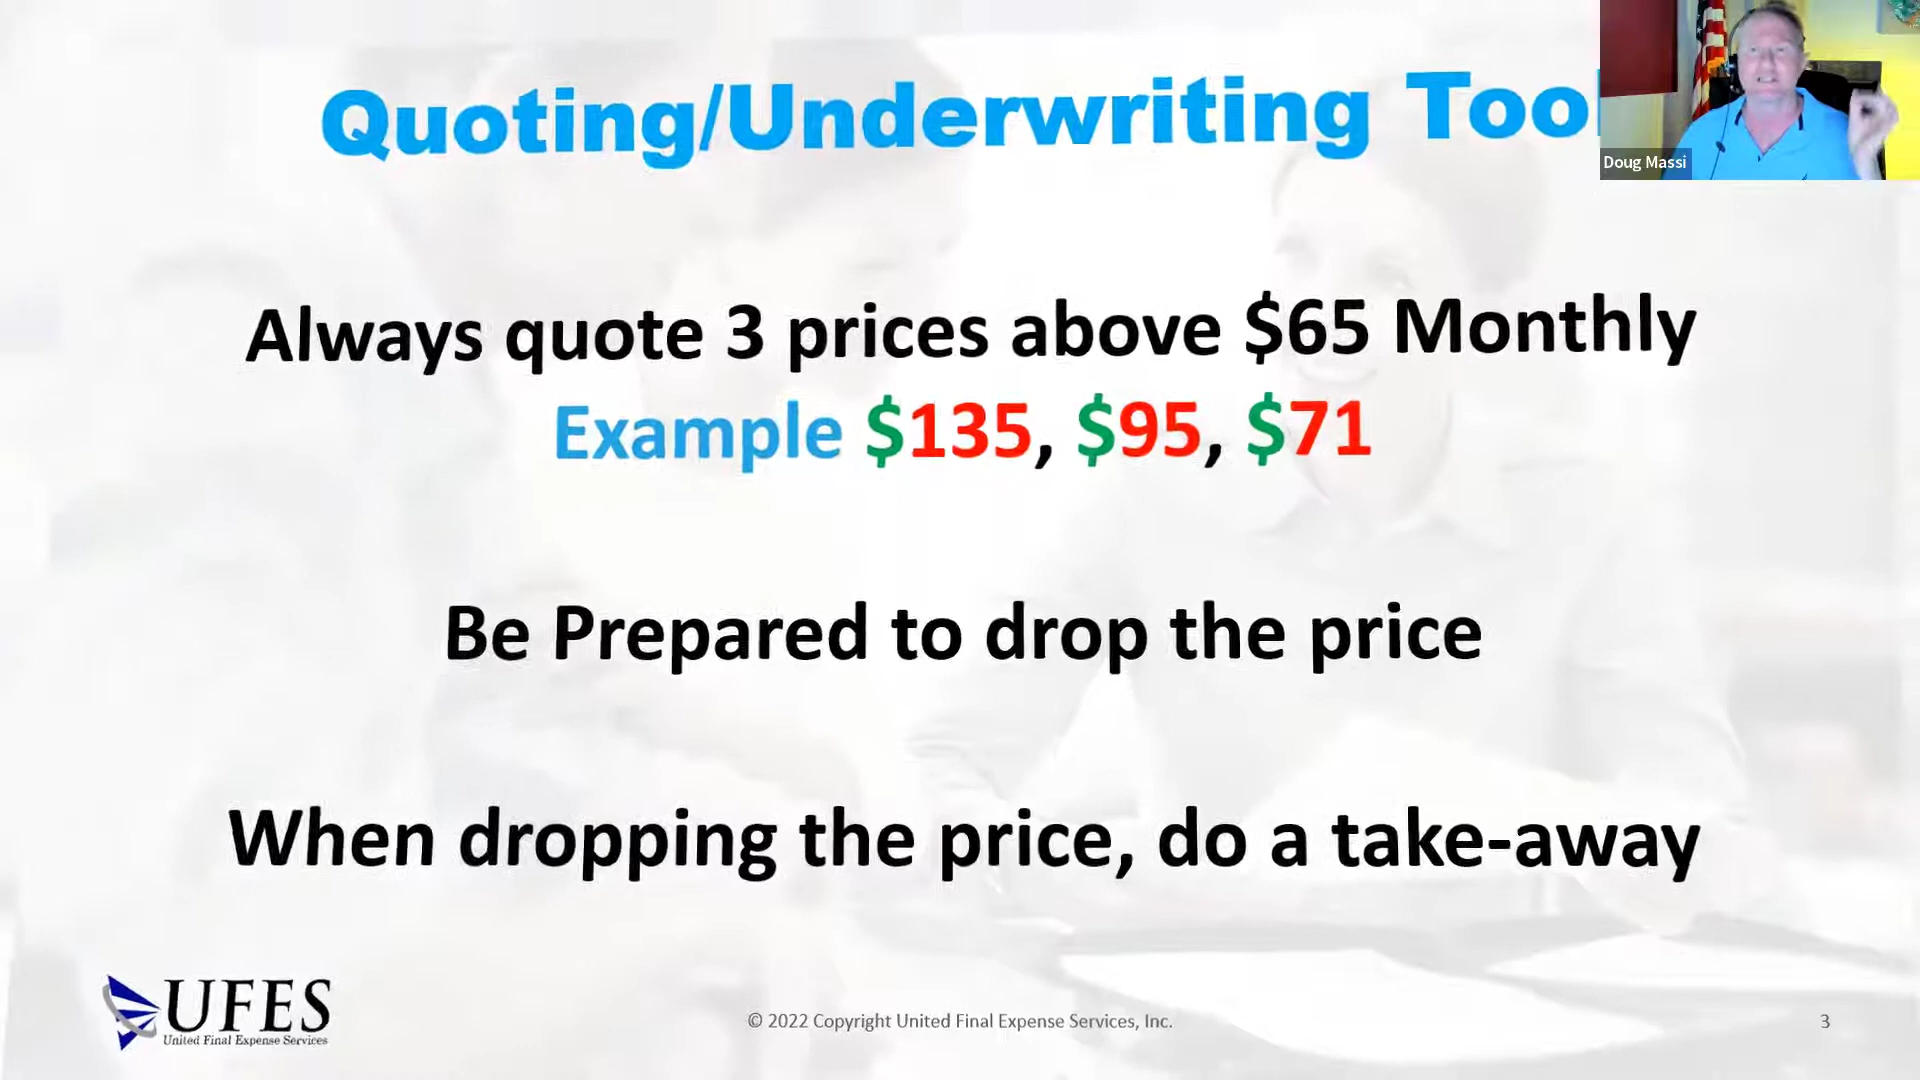 Quoting/Underwriting Too
Doug Massi
Always quote 3 prices above $65 Monthly
Example $135, $95, $71
Be Prepared to drop the price
When dropping the price, do a take-away
UFES
United Final Expense Services
© 2022 Copyright United Final Expense Services, Inc.
3